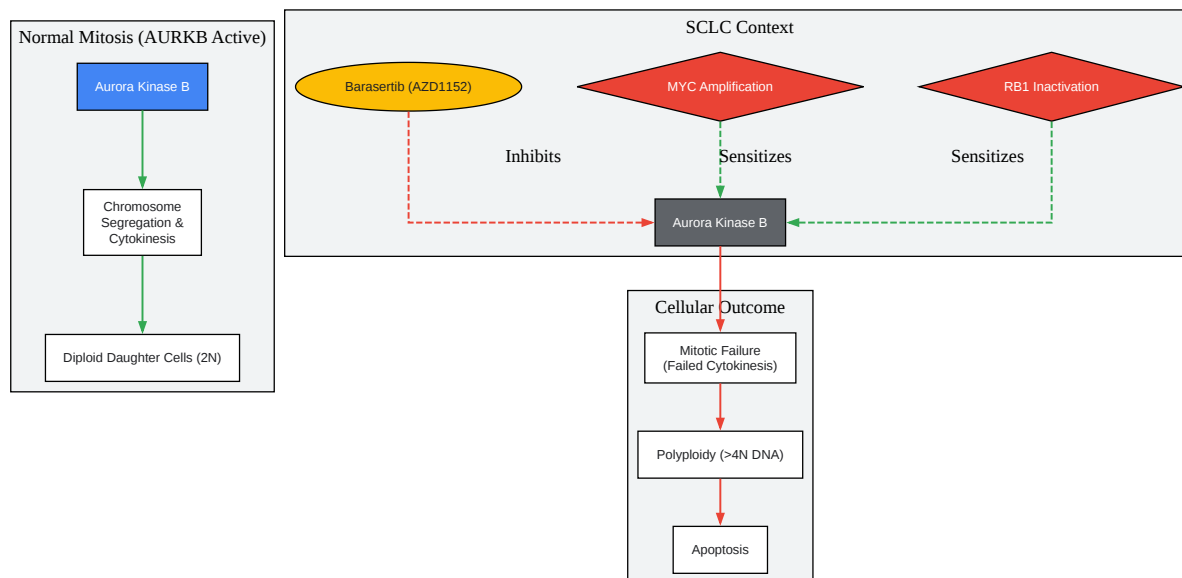 Normal Mitosis (AURKB Active)
Aurora Kinase B
Chromosome
Segregation &
Cytokinesis
Diploid Daughter Cells (2N)
SCLC Context
Barasertib (AZD1152)
MYC Amplification
RB1 Inactivation
Inhibits
Sensitizes
Sensitizes
Aurora Kinase B
Cellular Outcome
Mitotic Failure
(Failed Cytokinesis)
Polyploidy (>4N DNA)
Apoptosis